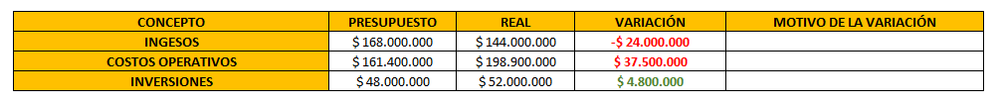 CONCEPTO PRESUPUESTO REAL VARIACIÓN MOTIVO DE LA VARIACIÓN
INGESOS $ 168.000.000 $ 144.000.000 -$ 24.000.000
COSTOS OPERATIVOS $ 161.400.000 $ 198.900.000 $ 37.500.000
INVERSIONES $ 48.000.000 $ 52.000.000 $ 4.800.000